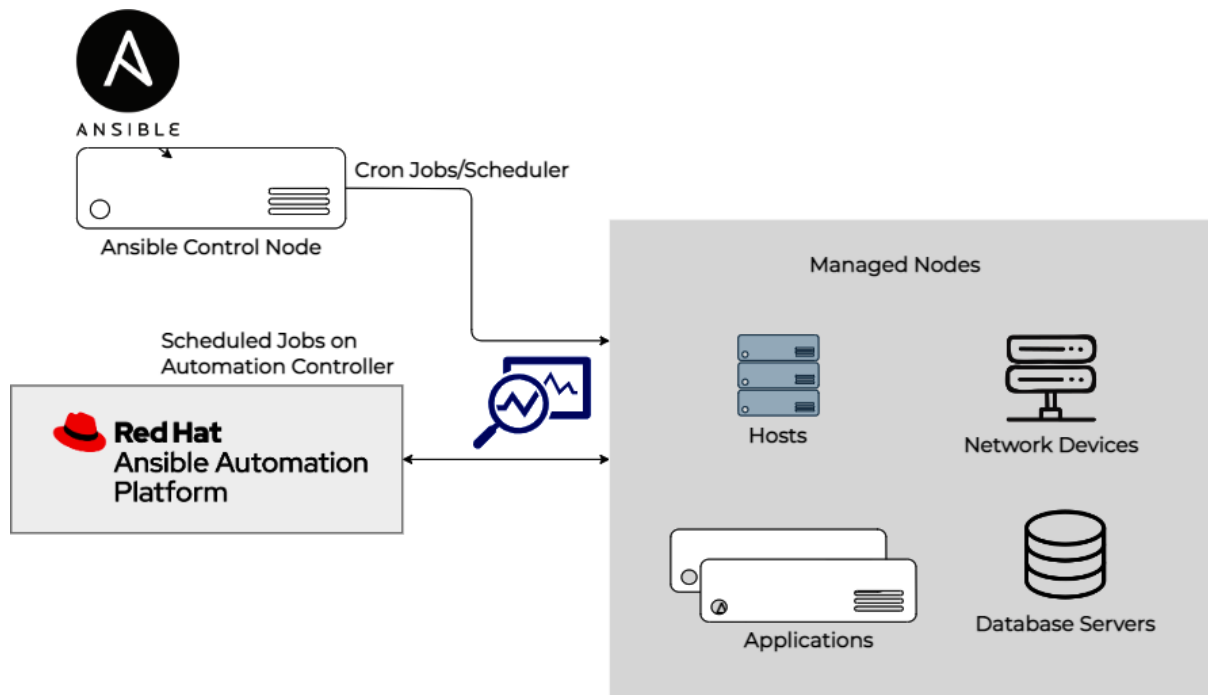 ANSIBLE
Cron Jobs/Scheduler
Ansible Control Node
Managed Nodes
Scheduled Jobs on
Automation Controller
Red Hat
Ansible Automation
Platform
Hosts
Network Devices
Applications
Database Servers